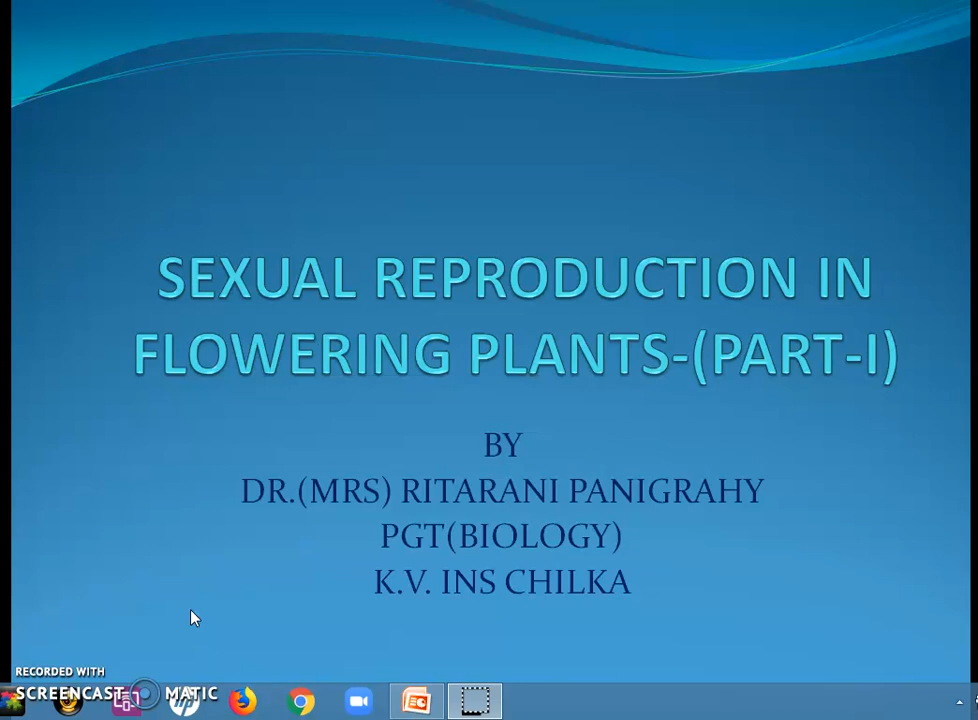 SEXUAL REPRODUCTION IN
FLOWERING PLANTS-(PART-I)
BY
DR.(MRS) RITARANI PANIGRAHY
PGT(BIOLOGY)
K.V. INS CHILKA
RECORDED WITH
SCREENCAST MATIC
hp